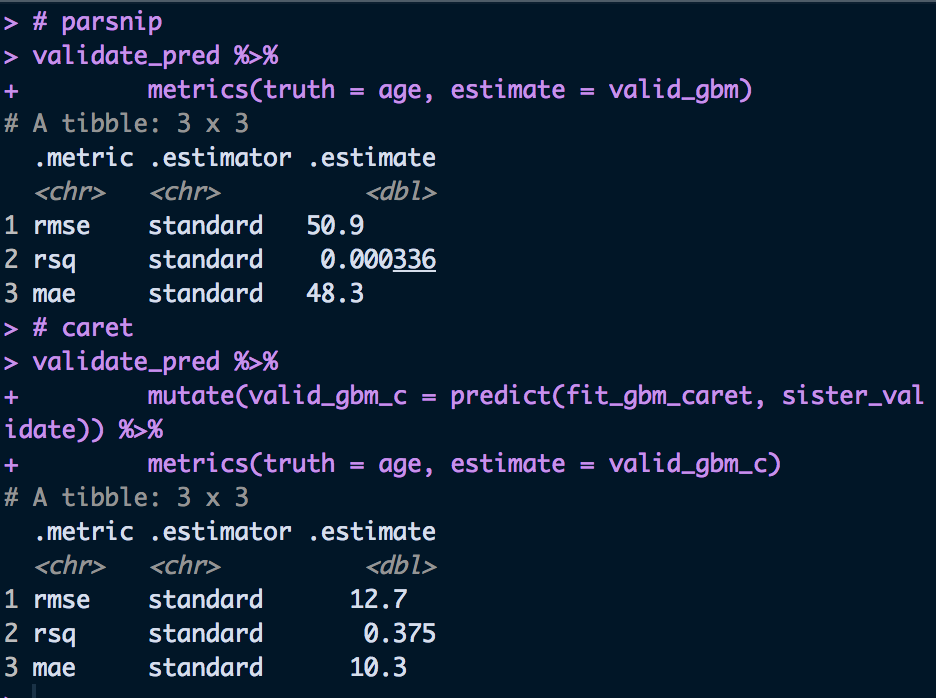 > # parsnip
> validate_pred %>%
+         metrics(truth = age, estimate = valid_gbm)
# A tibble: 3 x 3
  .metric .estimator .estimate
  <chr>   <chr>          <dbl>
1 rmse    standard   50.9
2 rsq     standard    0.000336
3 mae     standard   48.3
> # caret
> validate_pred %>%
+         mutate(valid_gbm_c = predict(fit_gbm_caret, sister_val
idate)) %>%
+         metrics(truth = age, estimate = valid_gbm_c)
# A tibble: 3 x 3
  .metric .estimator .estimate
  <chr>   <chr>          <dbl>
1 rmse    standard      12.7
2 rsq     standard       0.375
3 mae     standard      10.3